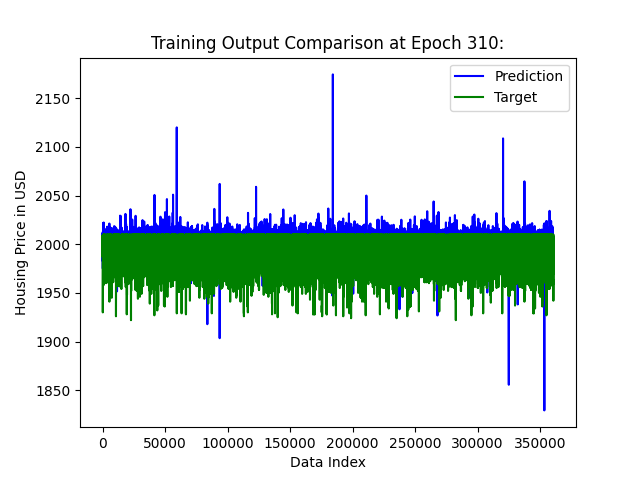 Training Output Comparison at Epoch 310:
Prediction
Target
Housing Price in USD
2150
2100
2050
2000
1950
1900
1850
0 50000 100000 150000 200000 250000 300000 350000
Data Index